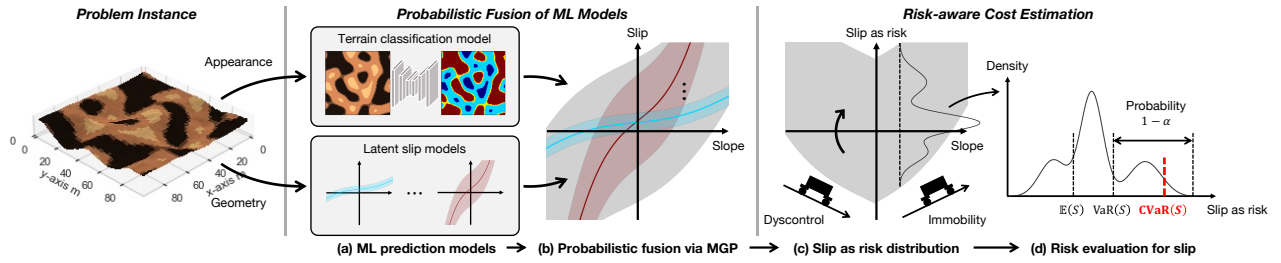 Problem Instance
Probabilistic Fusion of ML Models
Risk-aware Cost Estimation
Appearance
Geometry
0
20
40
60
80
y-axis m
80
60
40
20
0
x-axis m
Terrain classification model
Latent slip models
...
Slip
...
Slope
Slip as risk
Slope
Dyscontrol
Immobility
Density
Probability
1 − α
𝔼(S)
VaR(S)
CVaR(S)
Slip as risk
(a) ML prediction models
(b) Probabilistic fusion via MGP
(c) Slip as risk distribution
(d) Risk evaluation for slip